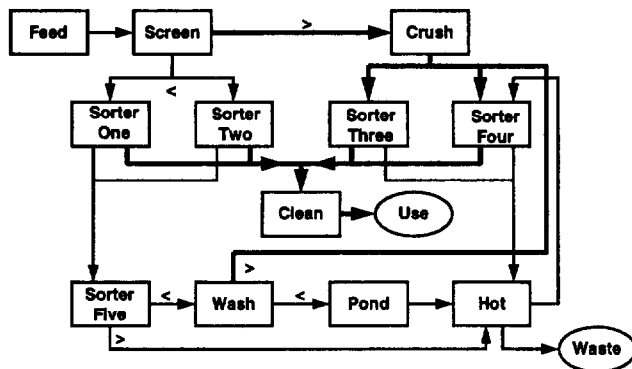 Feed
Screen
>
Crush
<
Sorter
One
Sorter
Two
Sorter
Three
Sorter
Four
Clean
Use
>
Sorter
Five
<
Wash
<
Pond
Hot
>
Waste